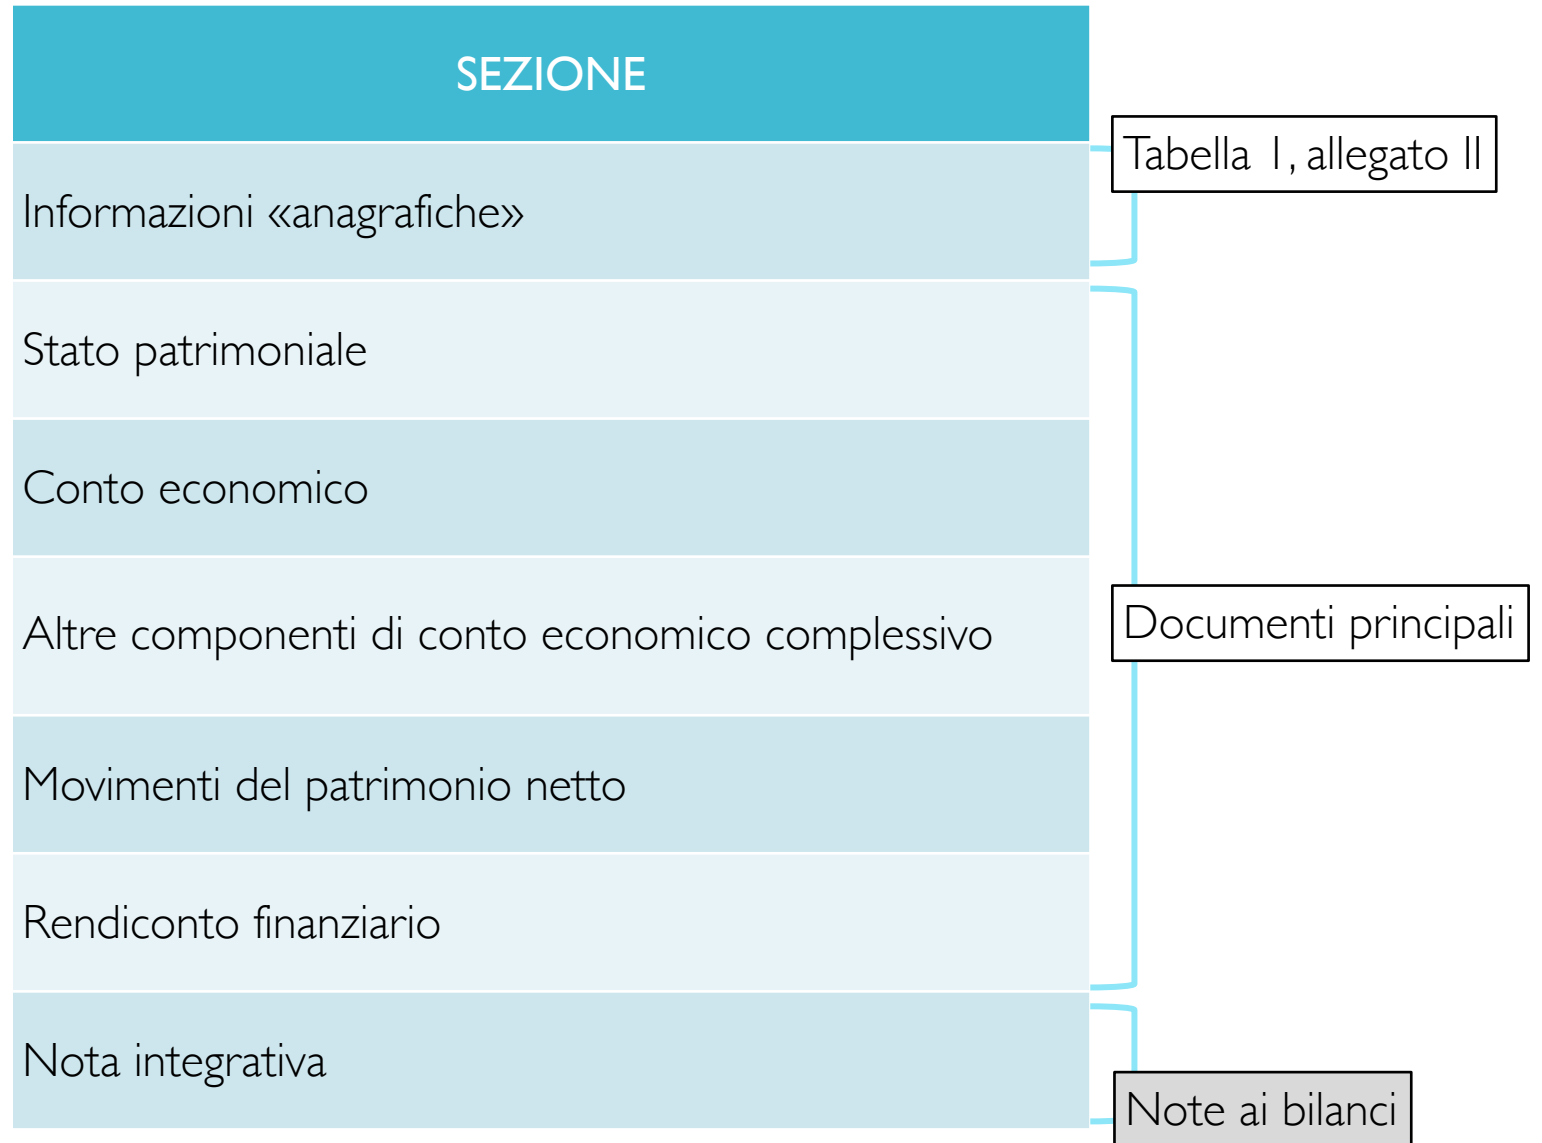 SEZIONE
Tabella 1, allegato II
Informazioni «anagrafiche»
Stato patrimoniale
Conto economico
Altre componenti di conto economico complessivo
Documenti principali
Movimenti del patrimonio netto
Rendiconto finanziario
Nota integrativa
Note ai bilanci